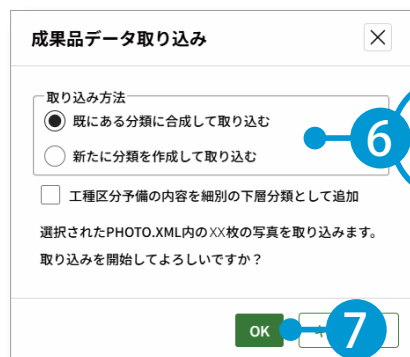 成果品データ取り込み
取り込み方法
既にある分類に合成して取り込む
6
新たに分類を作成して取り込む
工種区分予備の内容を細別の下層分類として追加
選択されたPHOTO.XML内のXX枚の写真を取り込みます。
取り込みを開始してよろしいですか？
OK
7